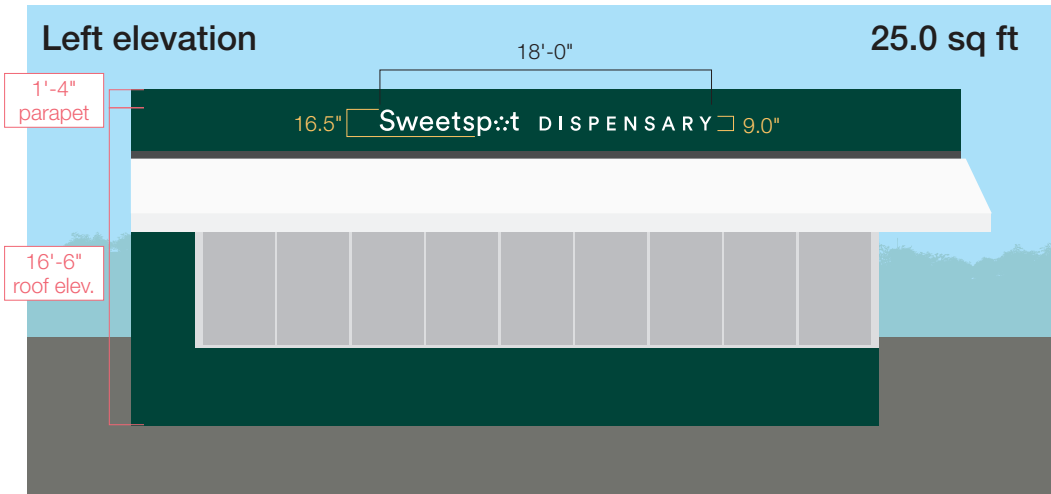 Left elevation
25.0 sq ft
18'-0"
1'-4"
parapet
16.5"
Sweetspot DISPENSARY
9.0"
16'-6"
roof elev.